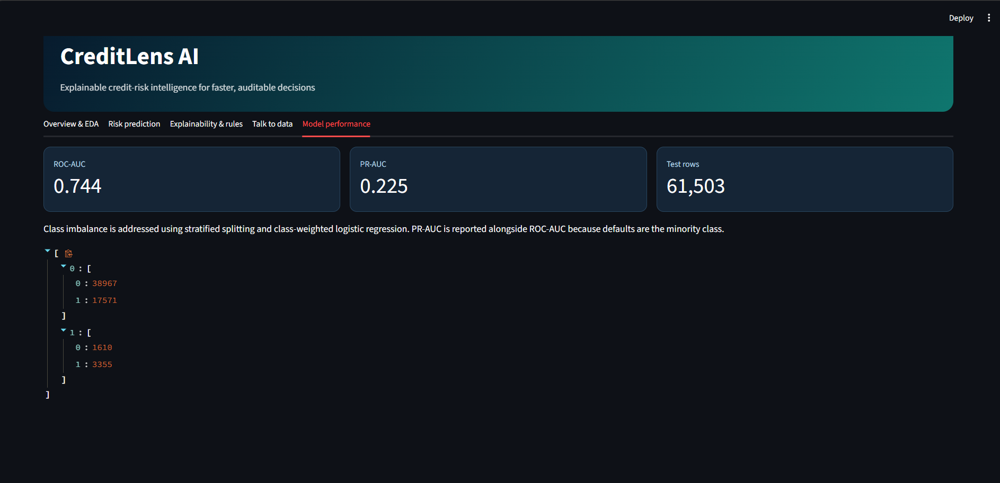 Deploy
CreditLens AI
Explainable credit-risk intelligence for faster, auditable decisions
Overview & EDA Risk prediction Explainability & rules Talk to data Model performance
ROC-AUC PR-AUC Test rows
0.744 0.225 61,503
Class imbalance is addressed using stratified splitting and class-weighted logistic regression. PR-AUC is reported alongside ROC-AUC because defaults are the minority class.
[
0 : [
0 : 38967
1 : 17571
]
1 : [
0 : 1610
1 : 3355
]
]